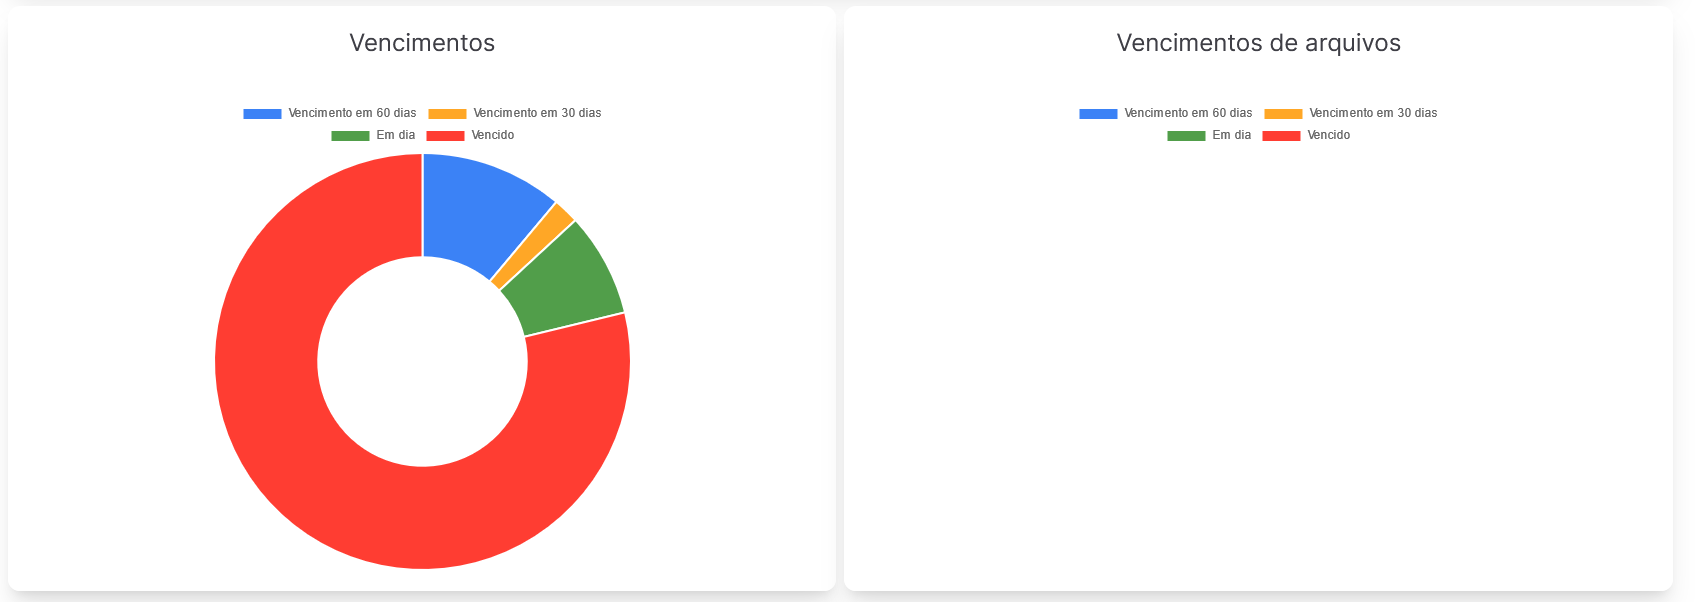 Vencimentos
Vencimento em 60 dias Vencimento em 30 dias
Em dia Vencido
Vencimentos de arquivos
Vencimento em 60 dias Vencimento em 30 dias
Em dia Vencido